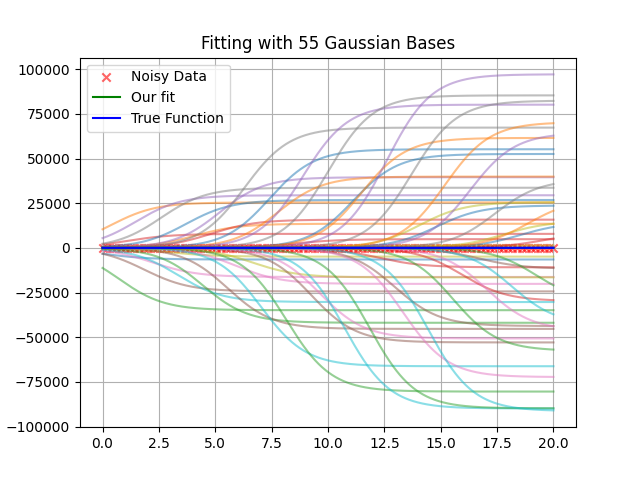 Fitting with 55 Gaussian Bases
100000
75000
50000
25000
0
−25000
−50000
−75000
−100000
Noisy Data
Our fit
True Function
0.0 2.5 5.0 7.5 10.0 12.5 15.0 17.5 20.0